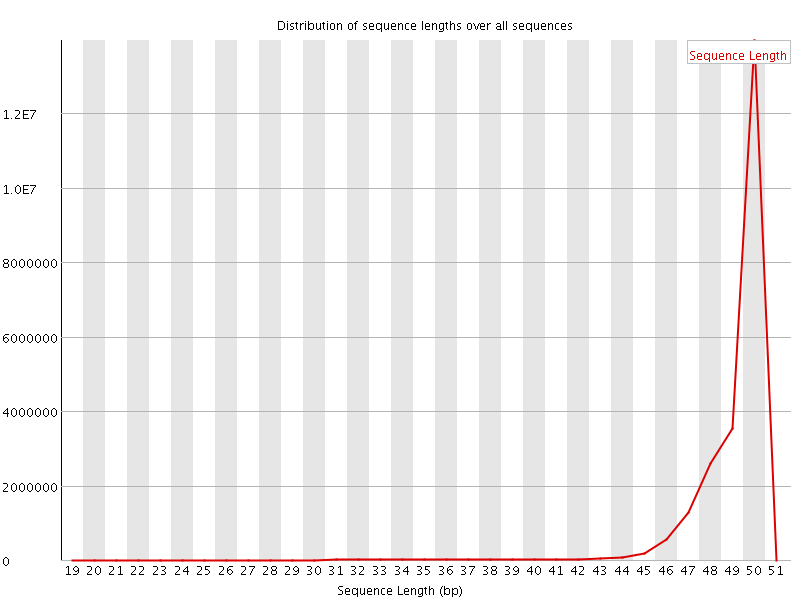 Distribution of sequence lengths over all sequences
Sequence Length
1.2E7
1.0E7
8000000
6000000
4000000
2000000
0
19 20 21 22 23 24 25 26 27 28 29 30 31 32 33 34 35 36 37 38 39 40 41 42 43 44 45 46 47 48 49 50 51
Sequence Length (bp)